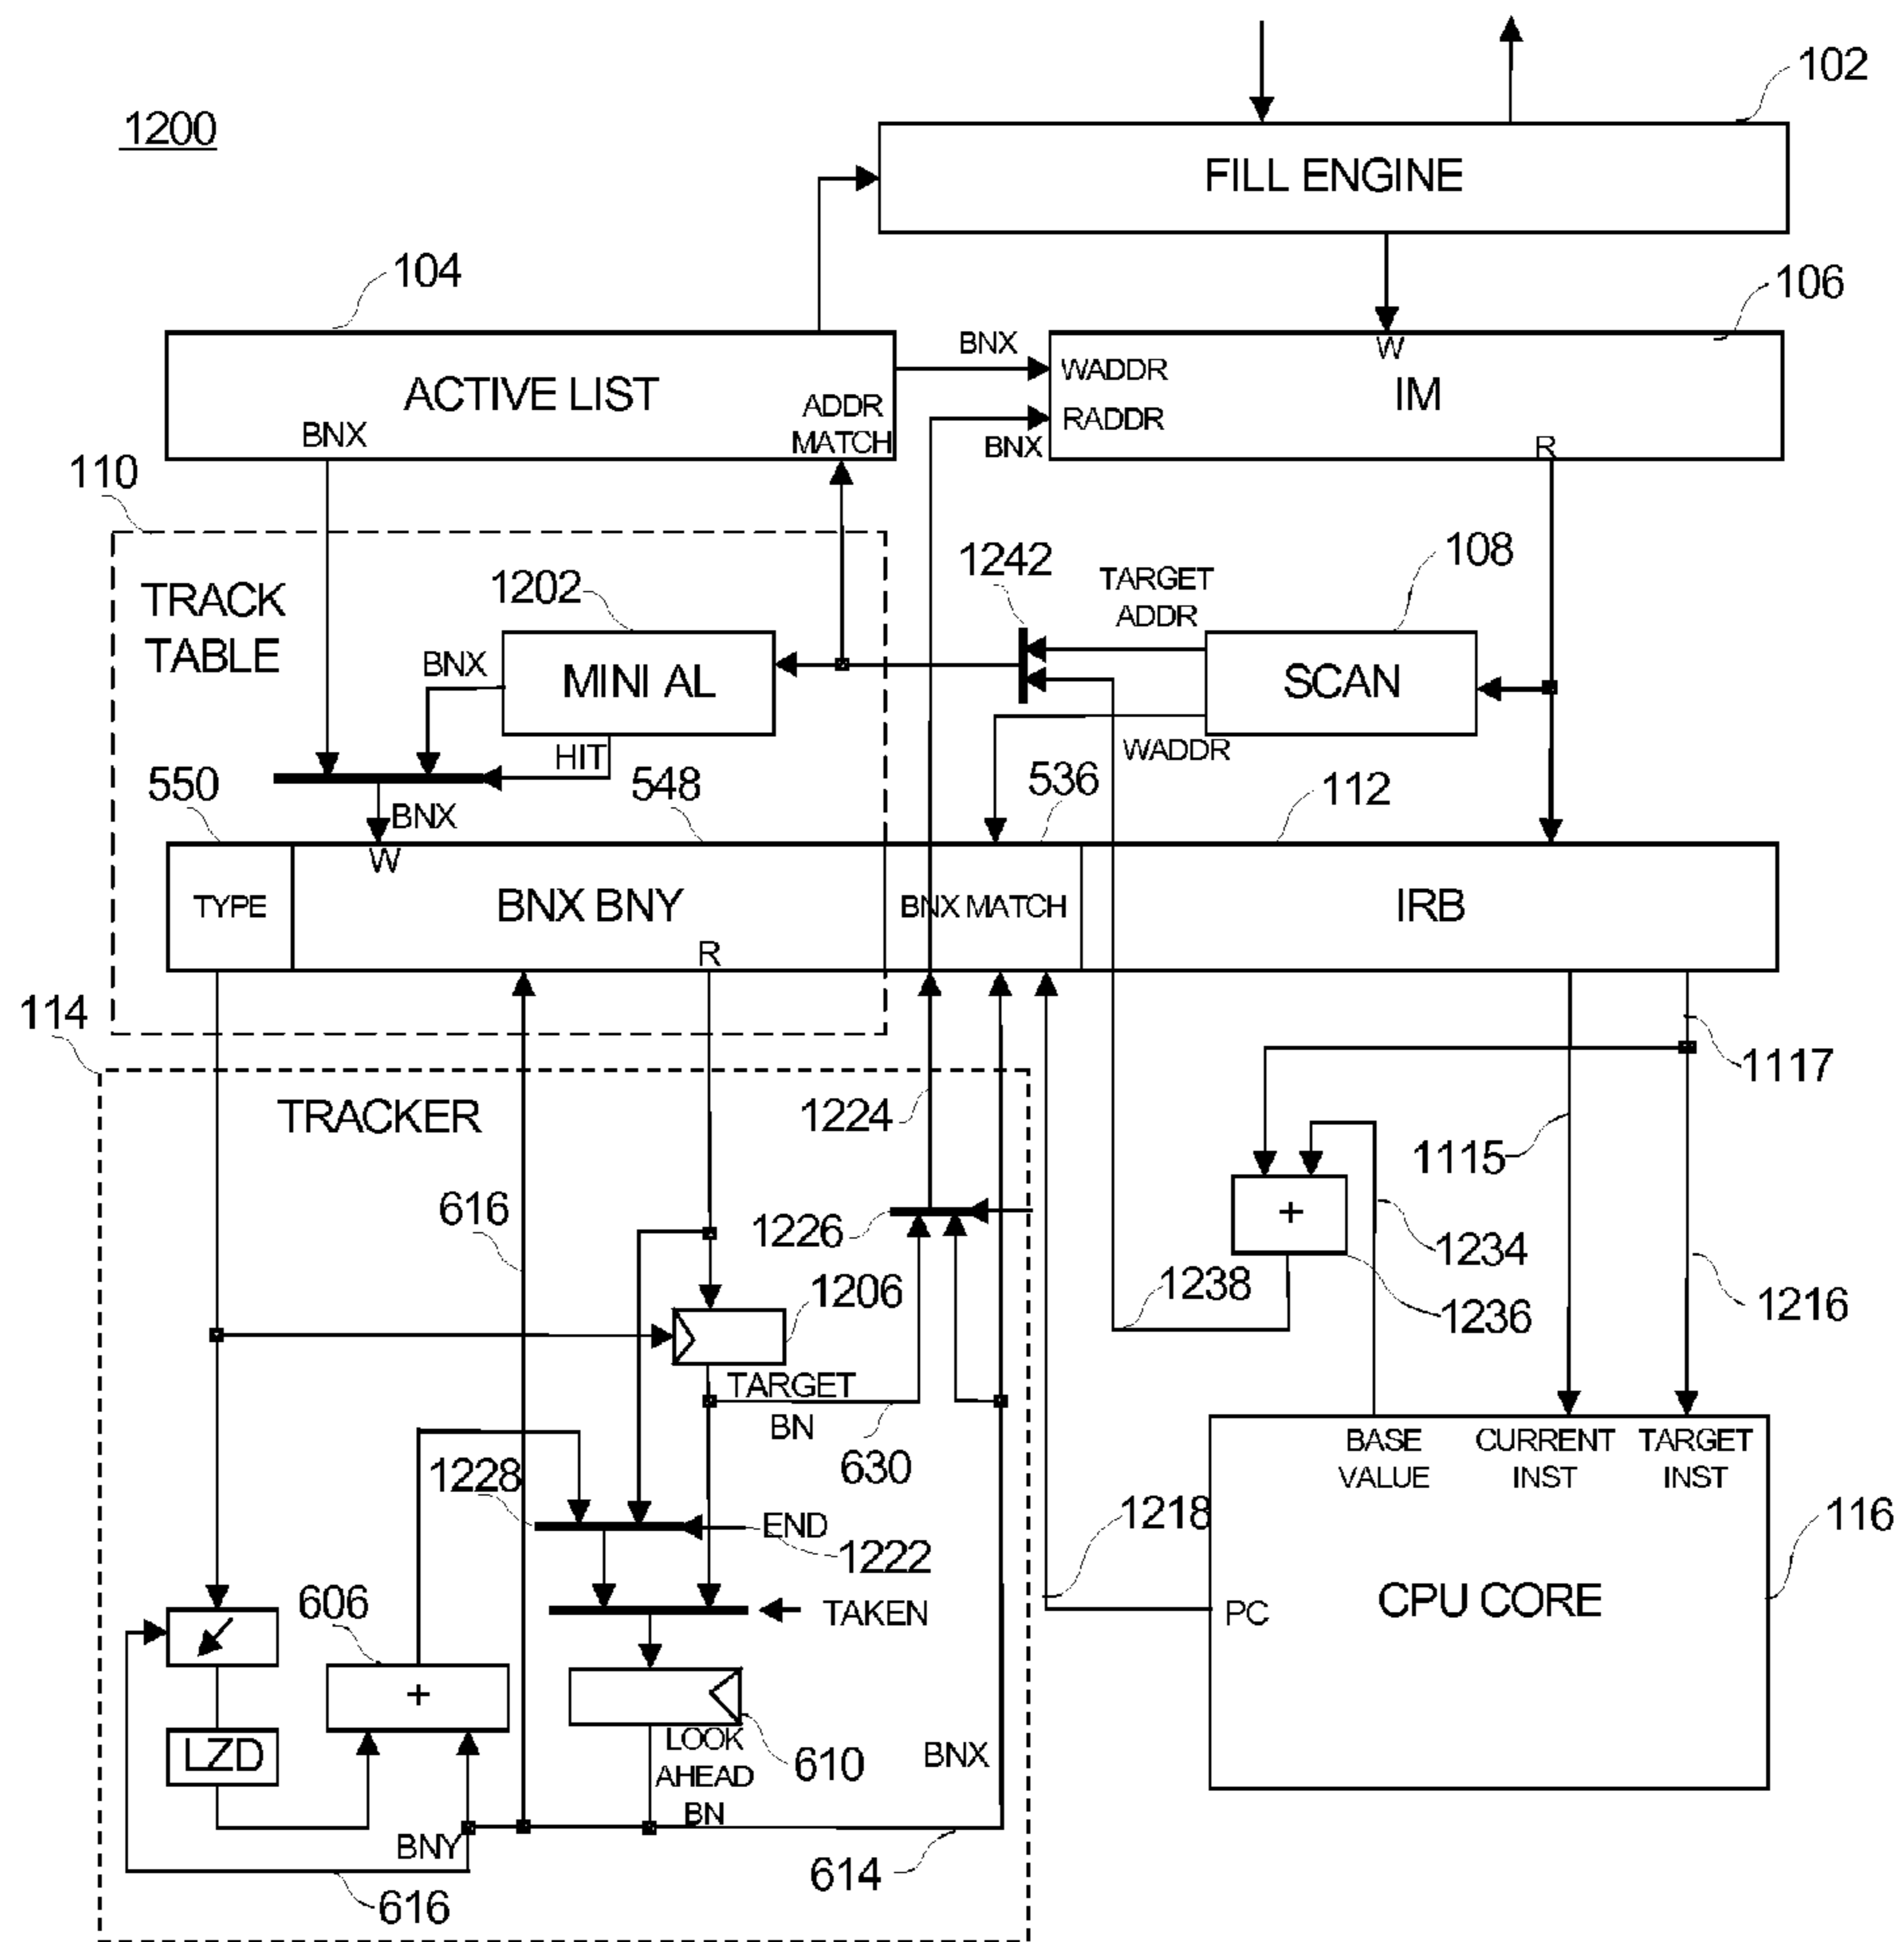 1200
102
FILL ENGINE
104
106
ACTIVE LIST
BNX
ADDR
MATCH
BNX
WADDR
RADDR
BNX
W
IM
R
110
TRACK
TABLE
1202
MINI AL
BNX
HIT
BNX
1242
TARGET
ADDR
108
SCAN
WADDR
550
548
536
112
TYPE
W
BNX BNY
R
BNX MATCH
IRB
114
TRACKER
1224
1117
1115
616
1226
+
1234
1236
1238
1216
1206
TARGET
BN
630
1228
END
1222
TAKEN
1218
BASE
VALUE
CURRENT
INST
TARGET
INST
116
PC
CPU CORE
606
+
LZD
610
LOOK
AHEAD
BN
BNX
BNY
614
616